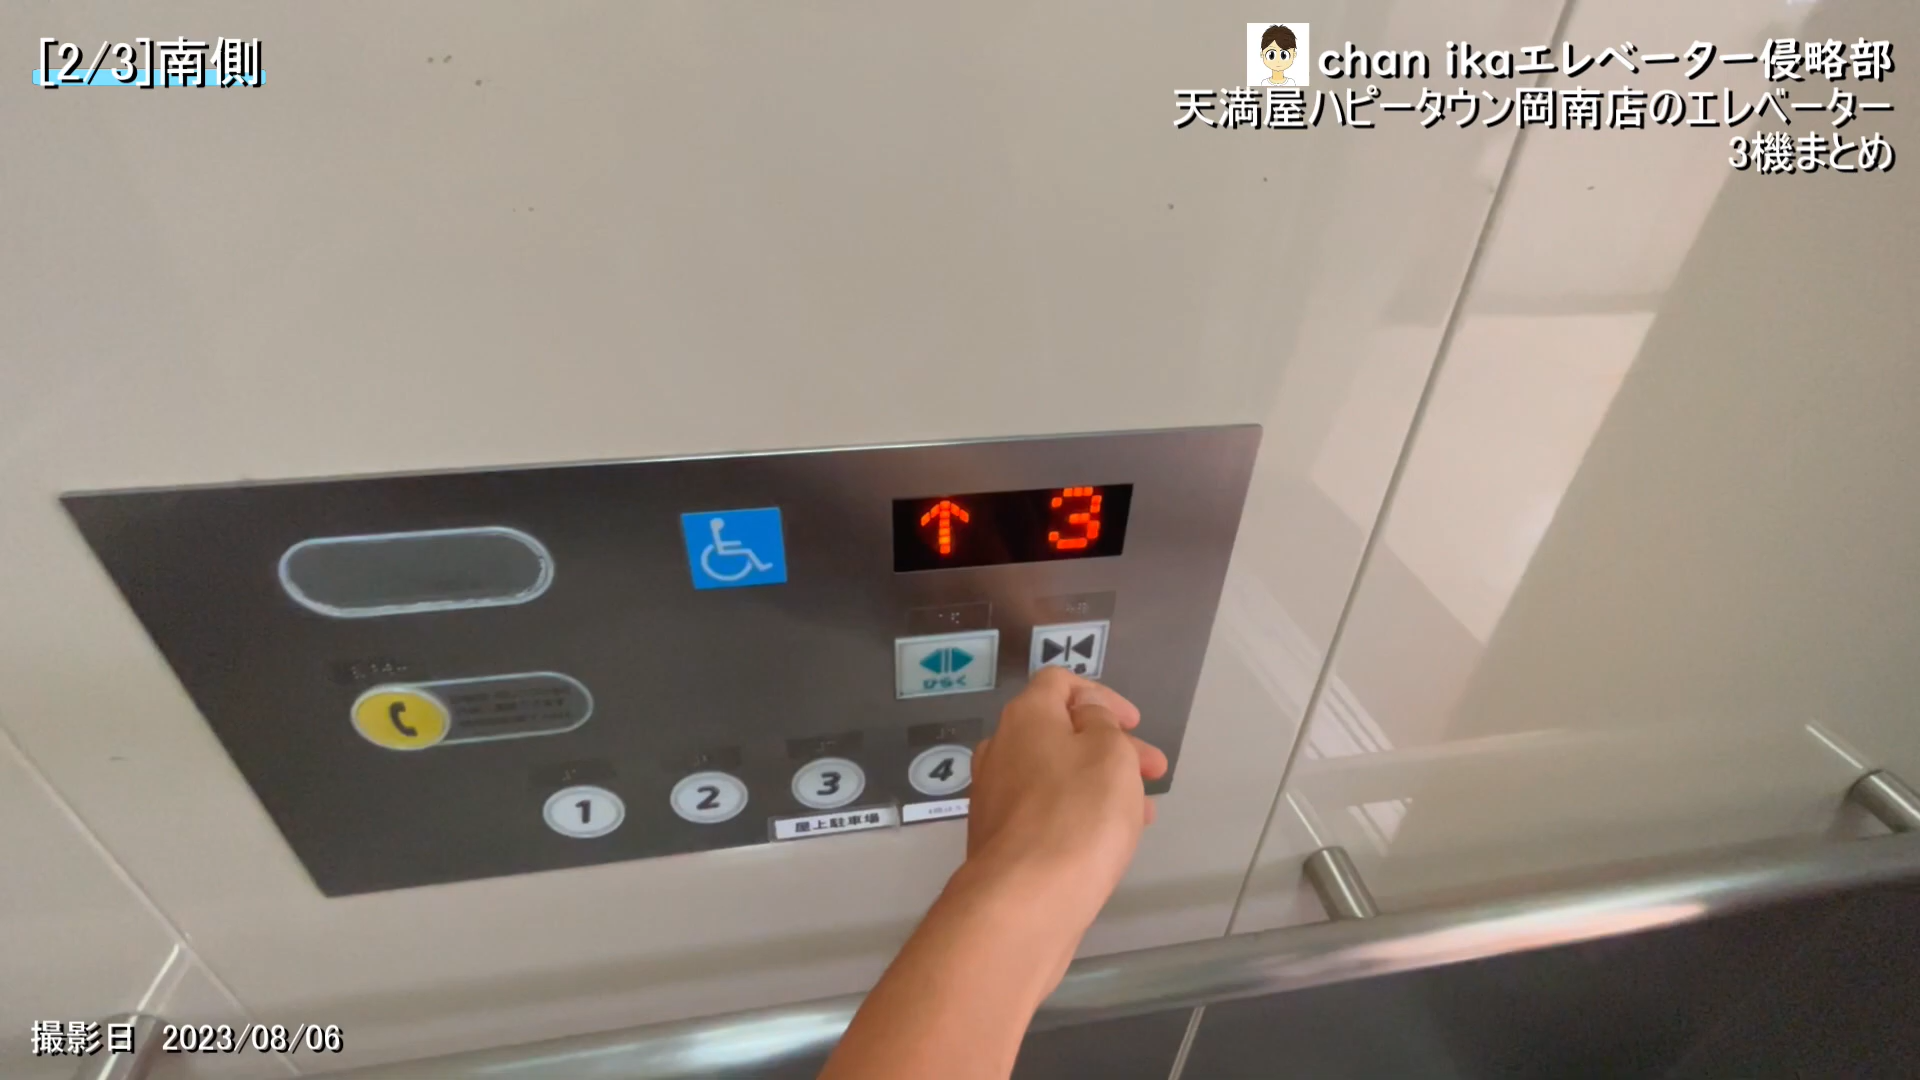 [2/3]南側
chan ikaエレベーター侵略部
天満屋ハピータウン岡南店のエレベーター
3機まとめ
↑ 3
ひらく
1 2 3 4
屋上駐車場
撮影日 2023/08/06